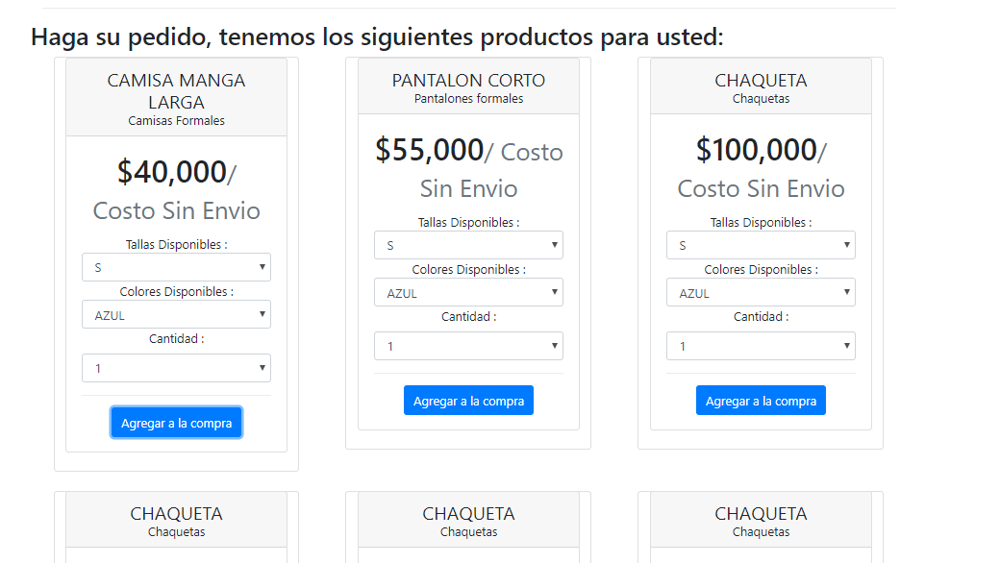 Haga su pedido, tenemos los siguientes productos para usted:
CAMISA MANGA
LARGA
Camisas Formales
$40,000/
Costo Sin Envio
Tallas Disponibles :
S
Colores Disponibles :
AZUL
Cantidad :
1
Agregar a la compra
PANTALON CORTO
Pantalones formales
$55,000/ Costo
Sin Envio
Tallas Disponibles :
S
Colores Disponibles :
AZUL
Cantidad :
1
Agregar a la compra
CHAQUETA
Chaquetas
$100,000/
Costo Sin Envio
Tallas Disponibles :
S
Colores Disponibles :
AZUL
Cantidad :
1
Agregar a la compra
CHAQUETA
Chaquetas
CHAQUETA
Chaquetas
CHAQUETA
Chaquetas